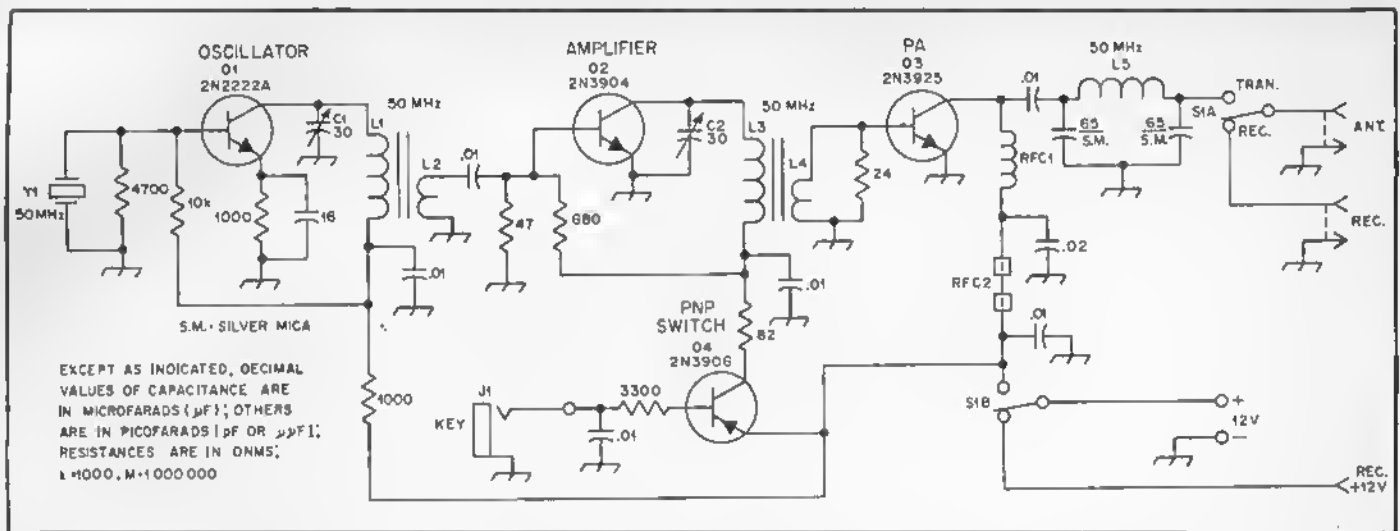 OSCILLATOR
Q1
2N2222A
C1
30
L1
50 MHz
L2
Y1
50MHz
4700
10k
1000
16
.01
.01
S.M.- SILVER MICA
AMPLIFIER
Q2
2N3904
C2
30
47
680
L3
50 MHz
L4
.01
82
24
PA
Q3
2N3925
RFC1
.02
RFC2
.01
.01
50 MHz
L5
65
S.M.
65
S.M.
TRAN.
S1A
REC.
ANT.
REC.
PNP
SWITCH
Q4
2N3906
J1
KEY
3300
.01
1000
S1B
+
12V
-
REC.
+12V
EXCEPT AS INDICATED, DECIMAL
VALUES OF CAPACITANCE ARE
IN MICROFARADS (µF); OTHERS
ARE IN PICOFARADS (pF OR µµF);
RESISTANCES ARE IN OHMS;
k=1000, M=1000 000